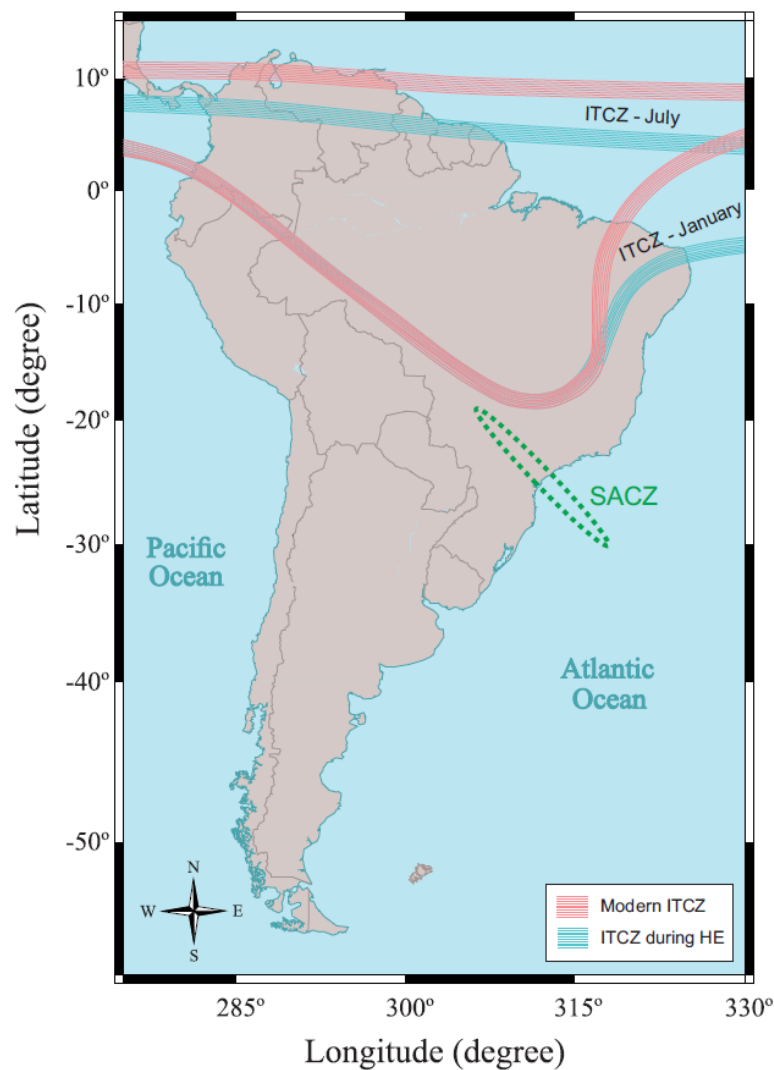 10º
0º
-10º
-20º
-30º
-40º
-50º
Latitude (degree)
ITCZ - July
ITCZ - January
SACZ
Pacific
Ocean
Atlantic
Ocean
N
W
E
S
Modern ITCZ
ITCZ during HE
285º
300º
315º
330º
Longitude (degree)